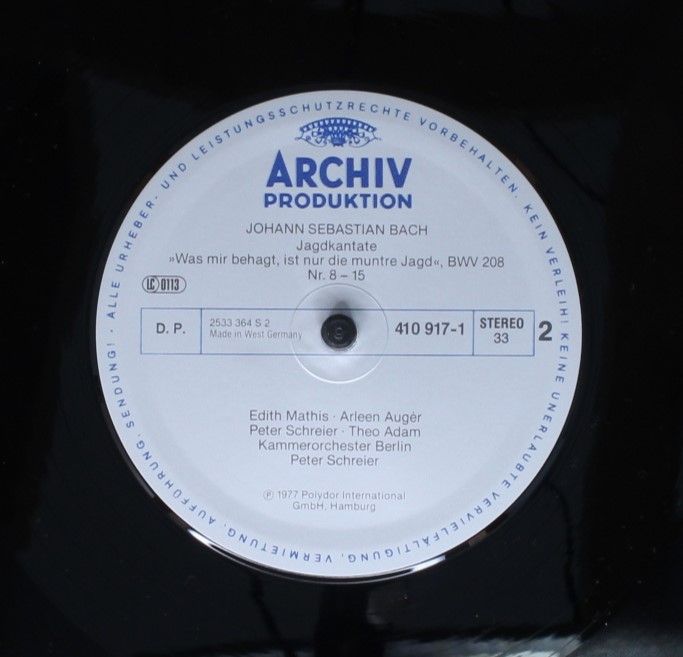 ALLE URHEBER- UND LEISTUNGSSCHUTZRECHTE VORBEHALTEN. KEIN VERLEIH! KEINE UNERLAUBTE VERVIELFÄLTIGUNG, VERMIETUNG, AUFFÜHRUNG, SENDUNG! ·
ARCHIV
PRODUKTION
JOHANN SEBASTIAN BACH
Jagdkantate
»Was mir behagt, ist nur die muntre Jagd«, BWV 208
Nr. 8 – 15
LC 0113
D. P.
2533 364 S 2
Made in West Germany
410 917-1
STEREO
33
2
Edith Mathis · Arleen Augér
Peter Schreier · Theo Adam
Kammerorchester Berlin
Peter Schreier
Ⓟ 1977 Polydor International
GmbH, Hamburg